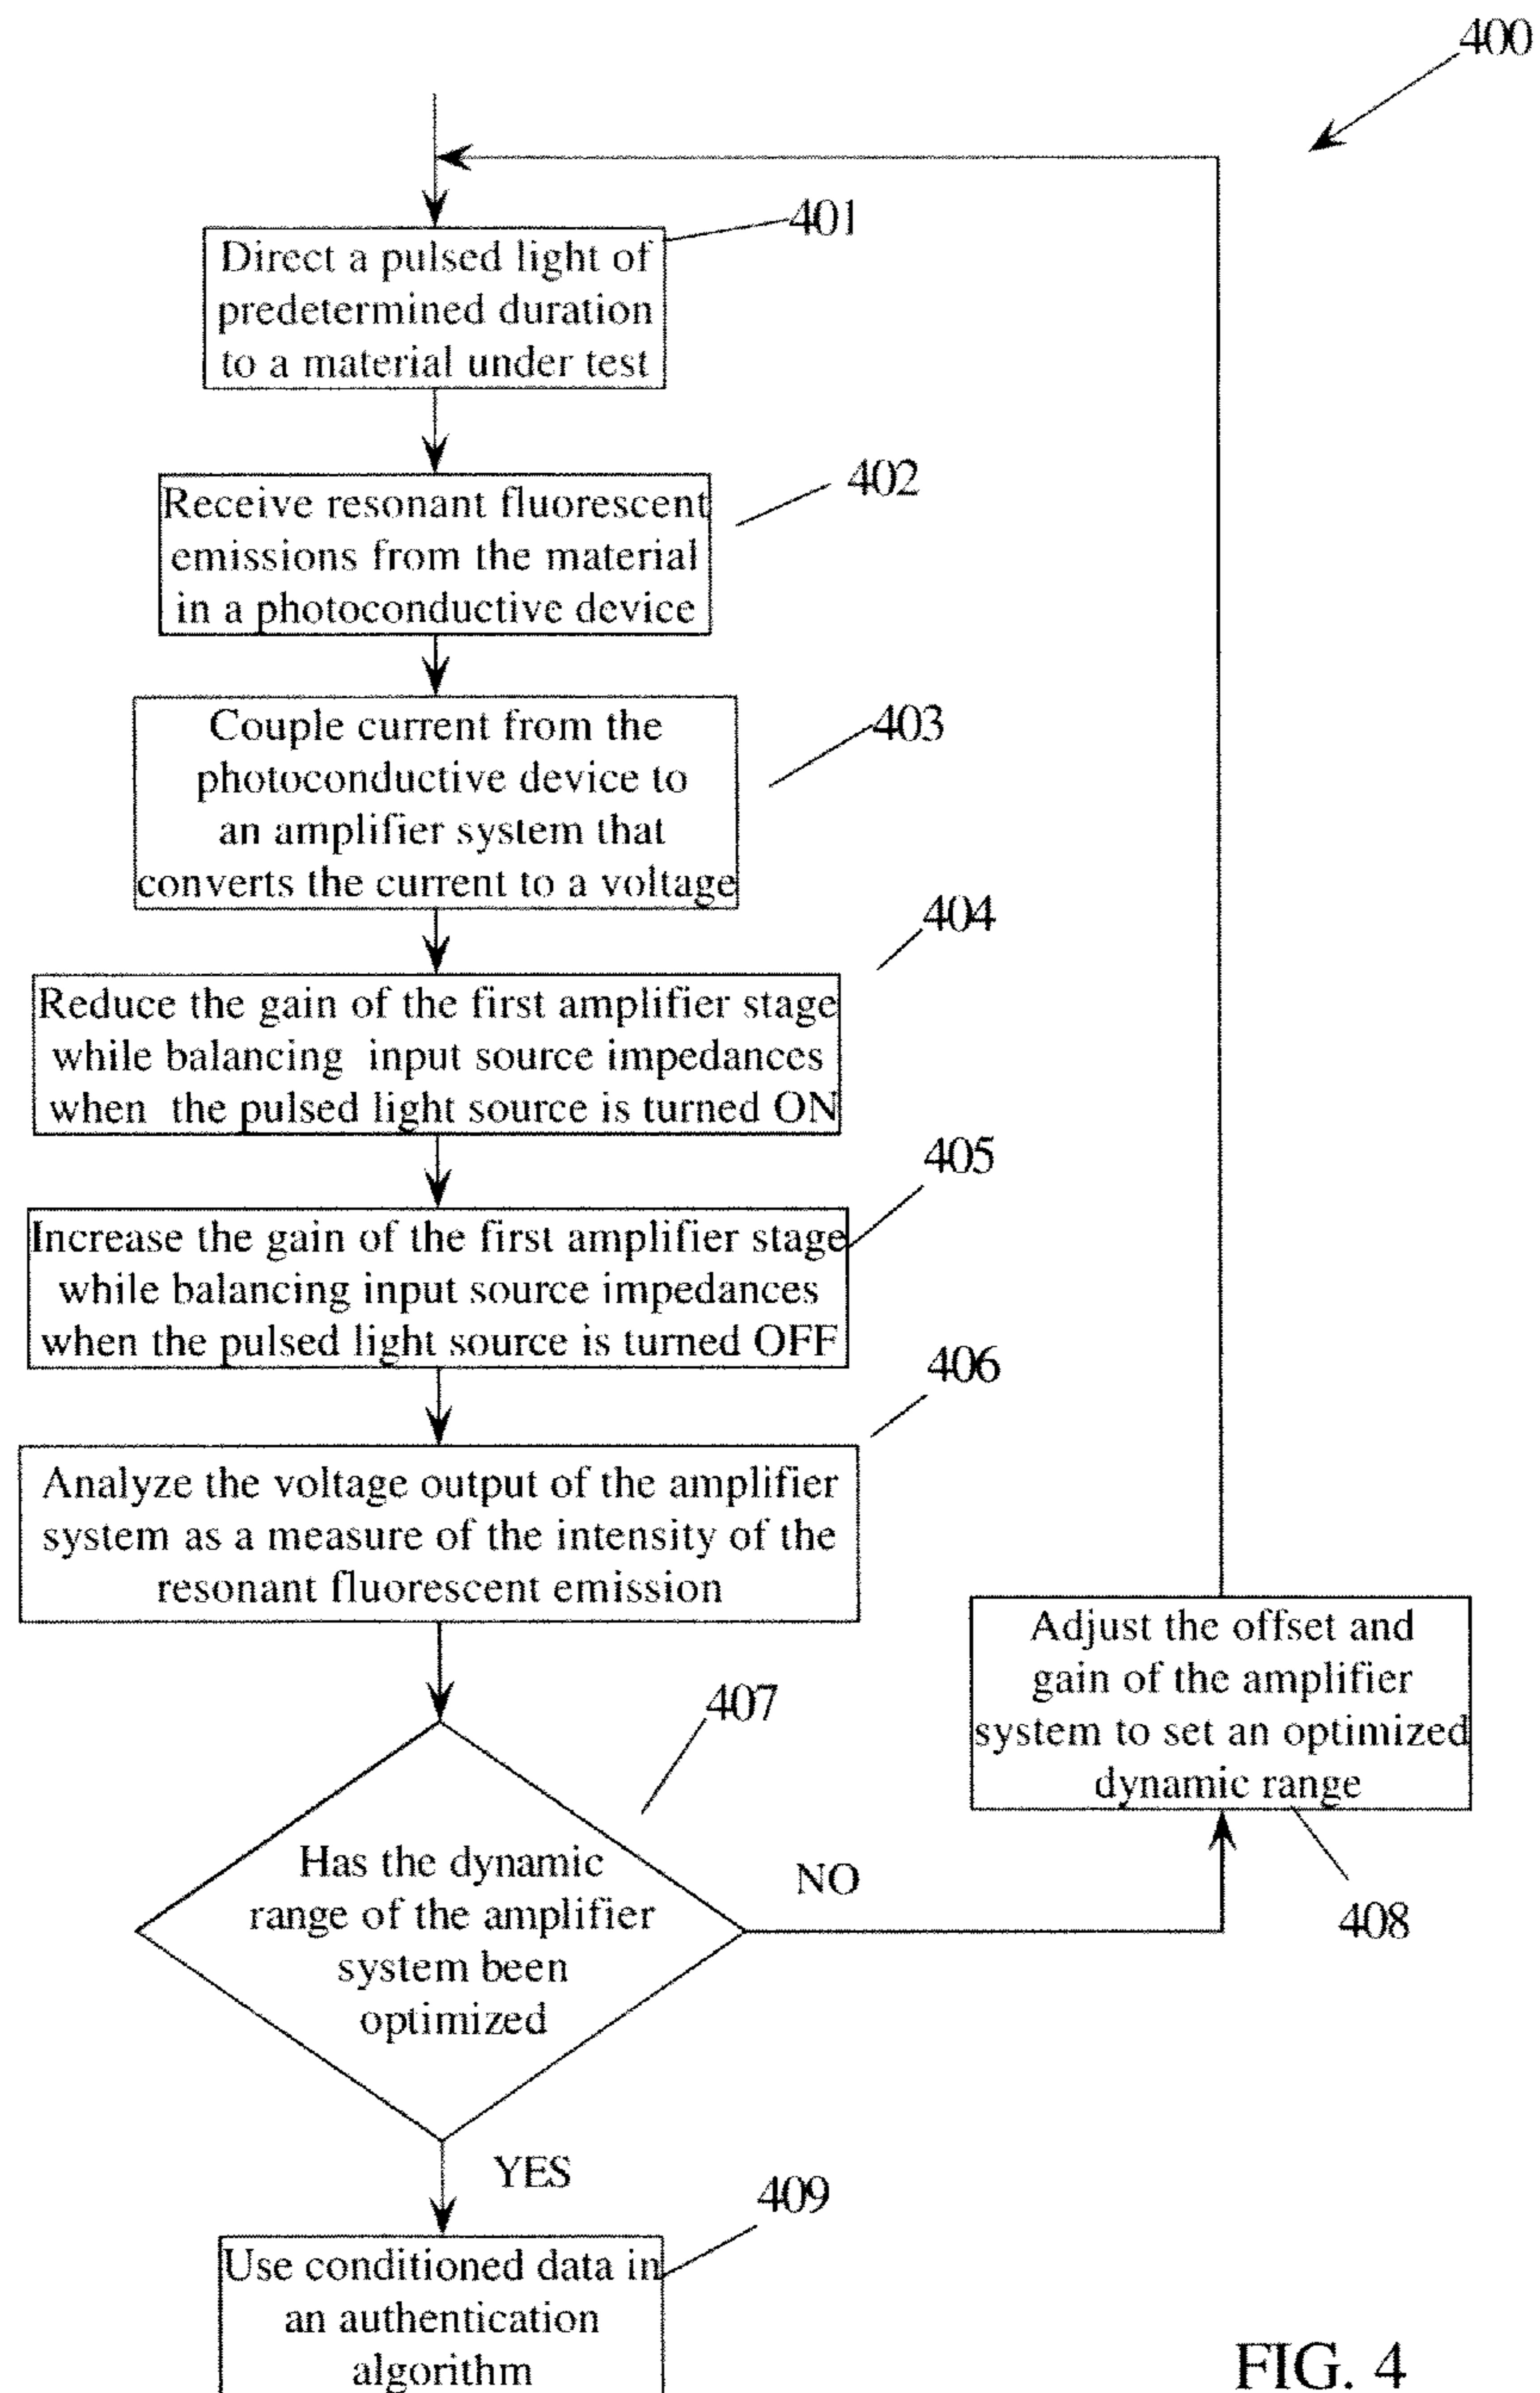 400
401
Direct a pulsed light of
predetermined duration
to a material under test
402
Receive resonant fluorescent
emissions from the material
in a photoconductive device
403
Couple current from the
photoconductive device to
an amplifier system that
converts the current to a voltage
404
Reduce the gain of the first amplifier stage
while balancing input source impedances
when the pulsed light source is turned ON
405
Increase the gain of the first amplifier stage
while balancing input source impedances
when the pulsed light source is turned OFF
406
Analyze the voltage output of the amplifier
system as a measure of the intensity of the
resonant fluorescent emission
407
Has the dynamic
range of the amplifier
system been
optimized
NO
Adjust the offset and
gain of the amplifier
system to set an optimized
dynamic range
408
YES
409
Use conditioned data in
an authentication
algorithm
FIG. 4